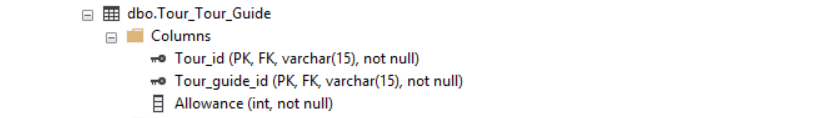 dbo.Tour_Tour_Guide
Columns
Tour_id (PK, FK, varchar(15), not null)
Tour_guide_id (PK, FK, varchar(15), not null)
Allowance (int, not null)